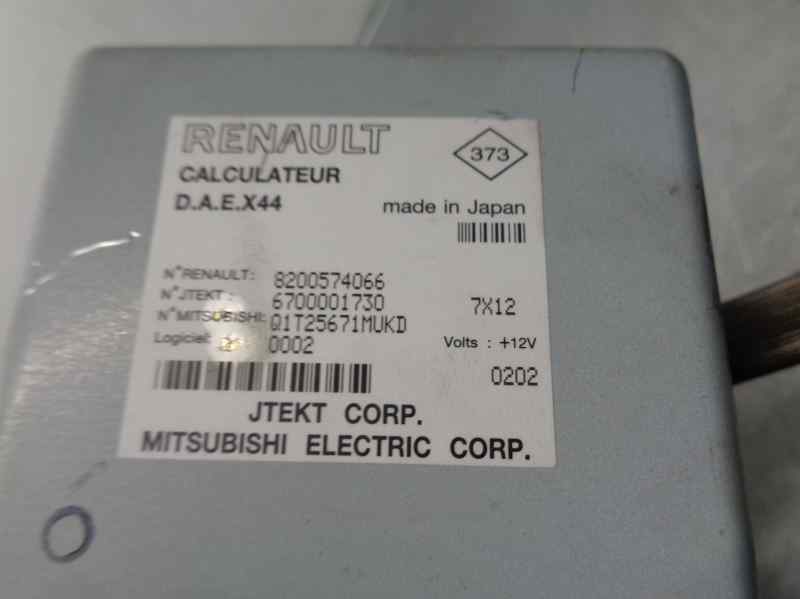 RENAULT
373
CALCULATEUR
D.A.E.X44
made in Japan
N°RENAULT: 8200574066
N°JTEKT : 6700001730 7X12
N°MITSUBISHI: Q1T25671MUKD
Logiciel: 0002 Volts : +12V
0202
JTEKT CORP.
MITSUBISHI ELECTRIC CORP.